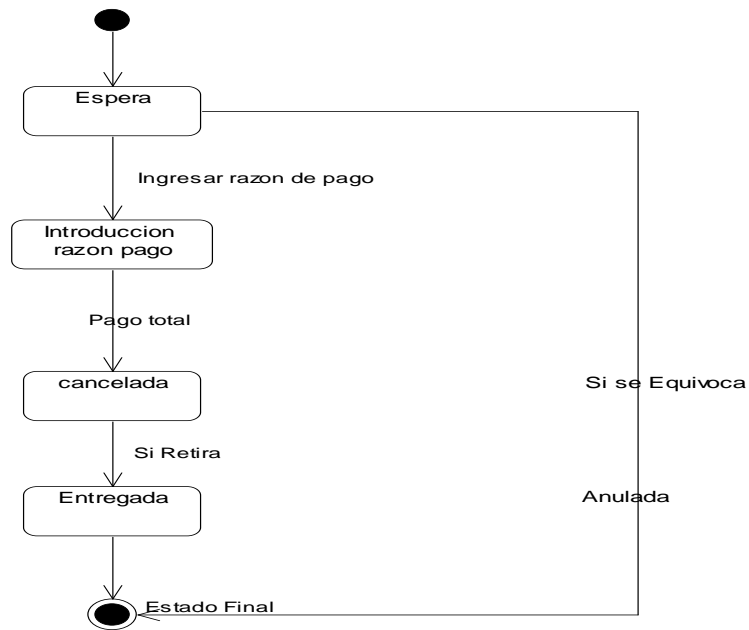 Espera
Ingresar razon de pago
Introduccion
razon pago
Pago total
cancelada
Si se Equivoca
Si Retira
Entregada
Anulada
Estado Final